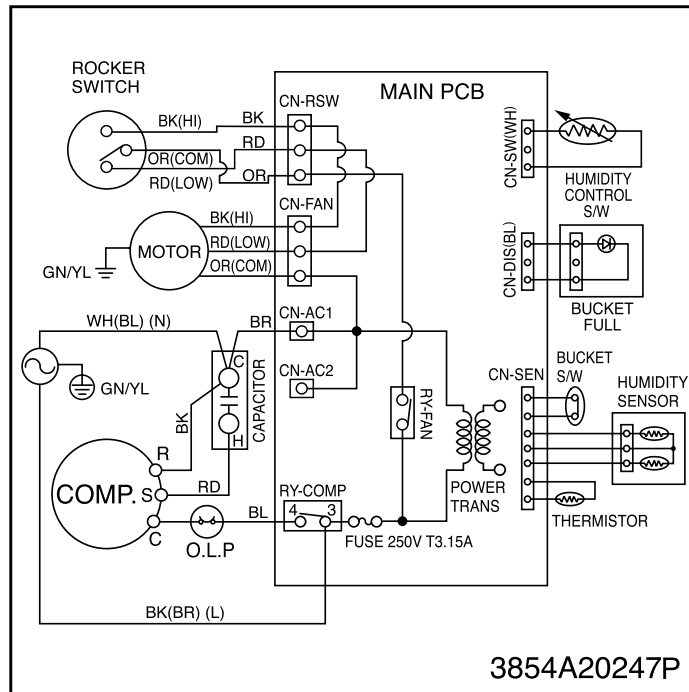 ROCKER
SWITCH
BK(HI)
OR(COM)
RD(LOW)
BK
RD
OR
CN-RSW
MAIN PCB
CN-SW(WH)
HUMIDITY
CONTROL
S/W
CN-FAN
BK(HI)
RD(LOW)
OR(COM)
MOTOR
GN/YL
CN-DIS(BL)
BUCKET
FULL
WH(BL) (N)
BR
CN-AC1
CN-AC2
C
H
CAPACITOR
GN/YL
BK
RY-FAN
CN-SEN
BUCKET
S/W
HUMIDITY
SENSOR
POWER
TRANS
THERMISTOR
COMP.
R
S
C
RD
BL
O.L.P
RY-COMP
4
3
FUSE 250V T3.15A
BK(BR) (L)
3854A20247P